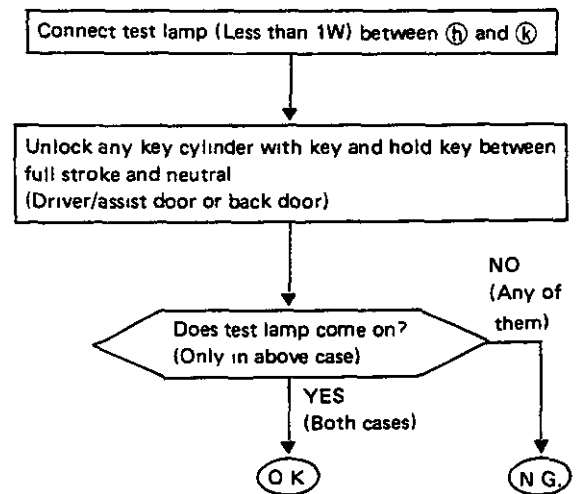 Connect test lamp (Less than 1W) between ⓗ and ⓚ
Unlock any key cylinder with key and hold key between
full stroke and neutral
(Driver/assist door or back door)
NO
(Any of
them)
Does test lamp come on?
(Only in above case)
YES
(Both cases)
O K
N G.